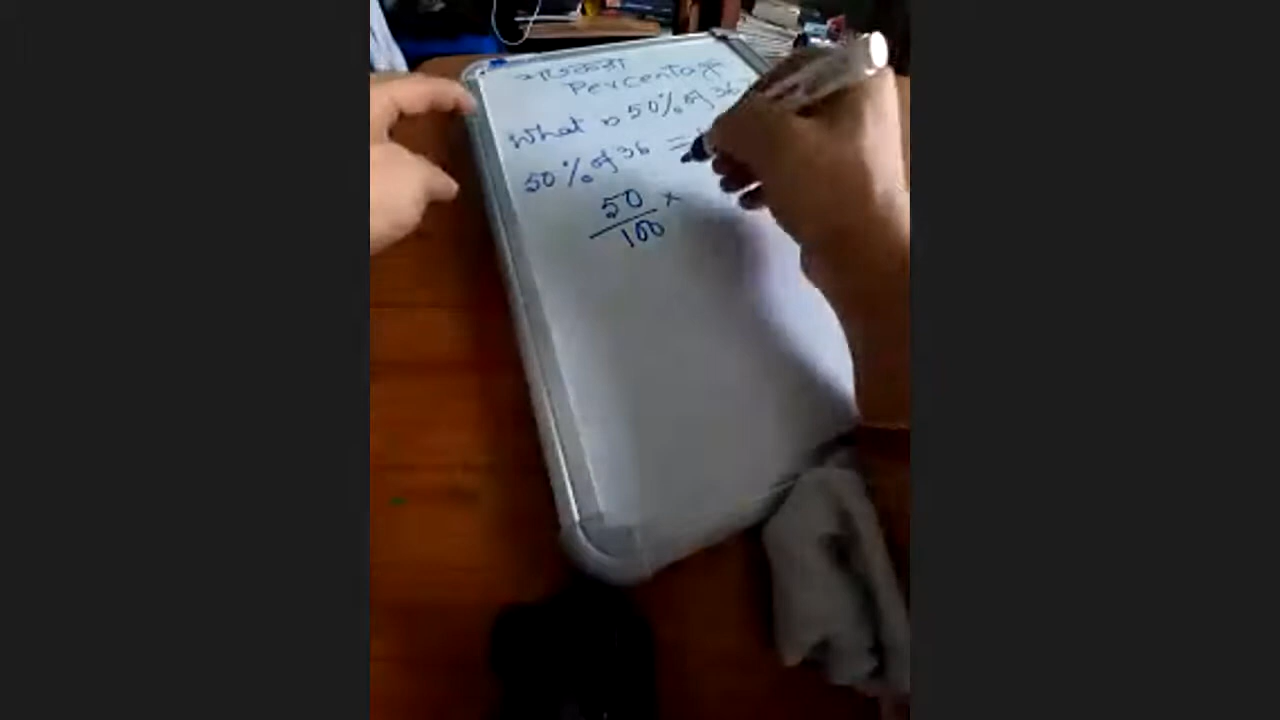 Percentage
What is 50% of 36
50% of 36 =
50 ×
100